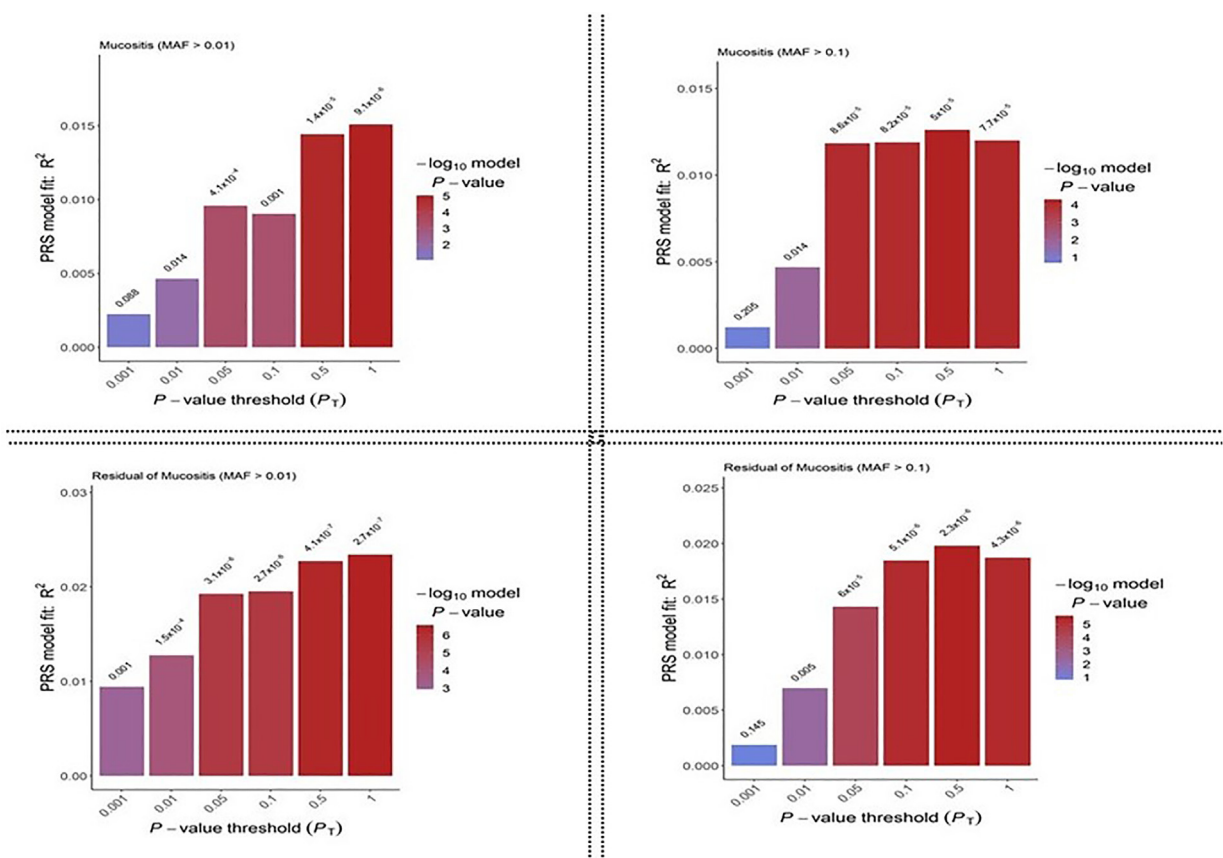 Mucositis (MAF > 0.01)
PRS model fit: R²
0.015
0.010
0.005
0.000
0.088
0.014
4.1x10⁻⁴
0.001
1.4x10⁻⁵
9.1x10⁻⁶
0.001
0.01
0.05
0.1
0.5
1
P – value threshold (P_T)
–log₁₀ model
P – value
5
4
3
2
Mucositis (MAF > 0.1)
PRS model fit: R²
0.015
0.010
0.005
0.000
0.205
0.014
8.6x10⁻⁵
8.2x10⁻⁵
5x10⁻⁵
7.7x10⁻⁵
0.001
0.01
0.05
0.1
0.5
1
P – value threshold (P_T)
–log₁₀ model
P – value
4
3
2
1
Residual of Mucositis (MAF > 0.01)
PRS model fit: R²
0.03
0.02
0.01
0.00
0.001
1.5x10⁻⁴
3.1x10⁻⁶
2.7x10⁻⁶
4.1x10⁻⁷
2.7x10⁻⁷
0.001
0.01
0.05
0.1
0.5
1
P – value threshold (P_T)
–log₁₀ model
P – value
6
5
4
3
Residual of Mucositis (MAF > 0.1)
PRS model fit: R²
0.025
0.020
0.015
0.010
0.005
0.000
0.145
0.005
6x10⁻⁵
5.1x10⁻⁶
2.3x10⁻⁶
4.3x10⁻⁶
0.001
0.01
0.05
0.1
0.5
1
P – value threshold (P_T)
–log₁₀ model
P – value
5
4
3
2
1